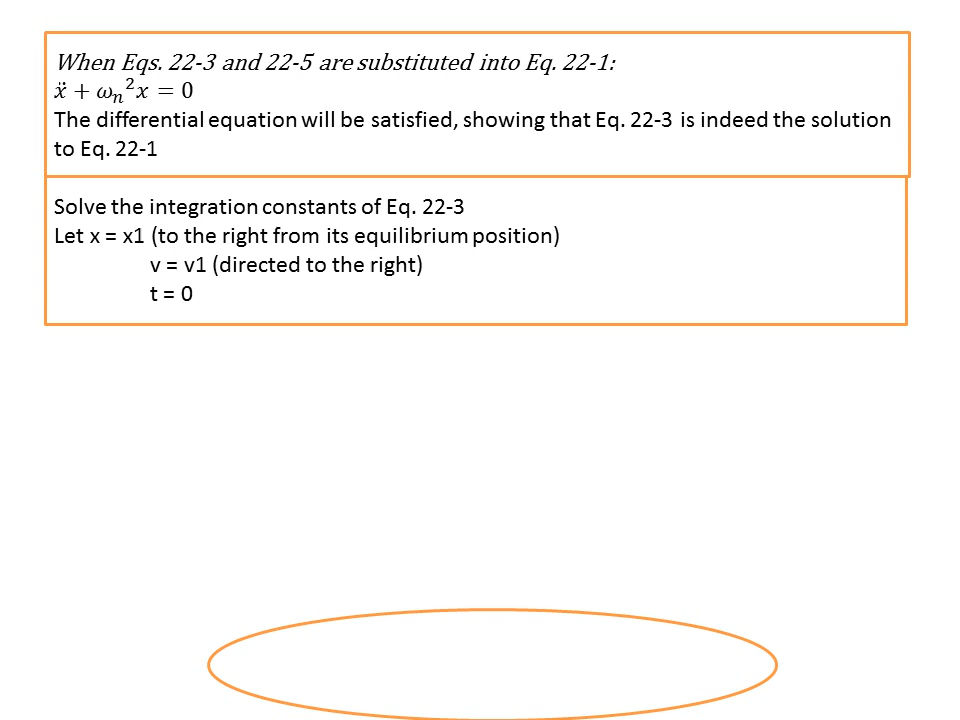 When Eqs. 22-3 and 22-5 are substituted into Eq. 22-1:
ẍ + ωₙ²x = 0
The differential equation will be satisfied, showing that Eq. 22-3 is indeed the solution
to Eq. 22-1
Solve the integration constants of Eq. 22-3
Let x = x1 (to the right from its equilibrium position)
v = v1 (directed to the right)
t = 0